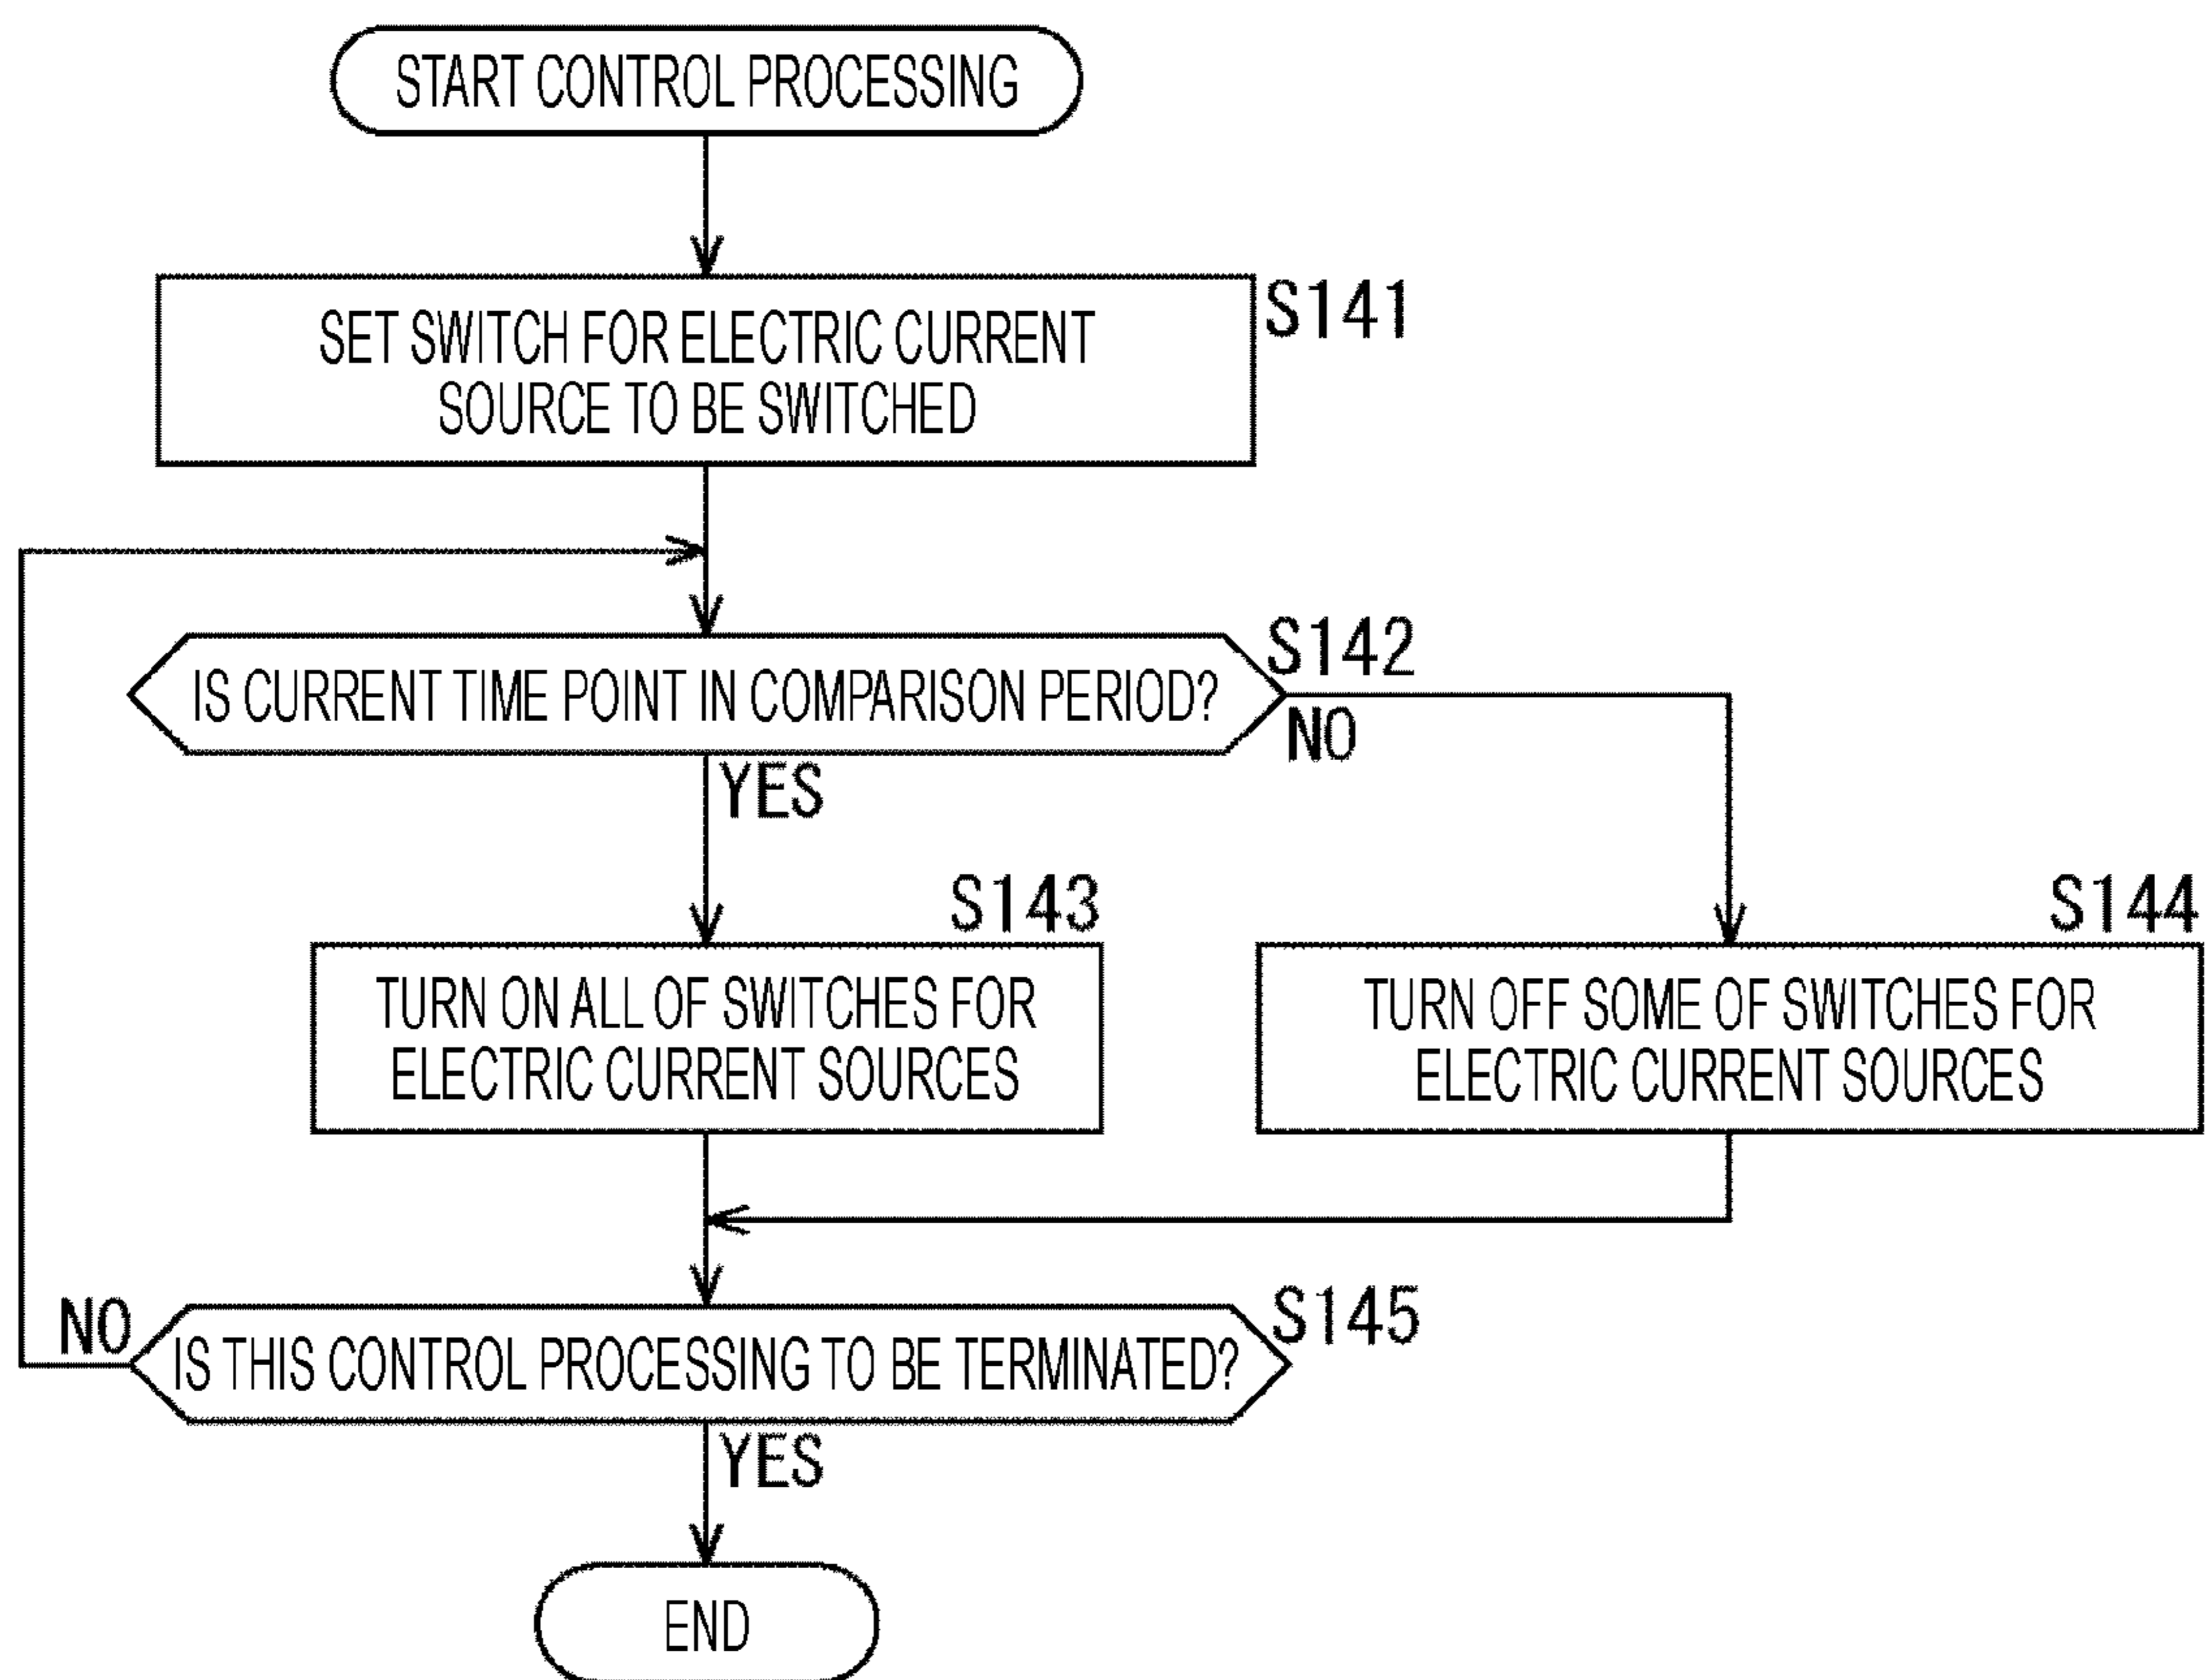 START CONTROL PROCESSING
S141
SET SWITCH FOR ELECTRIC CURRENT
SOURCE TO BE SWITCHED
S142
IS CURRENT TIME POINT IN COMPARISON PERIOD?
NO
YES
S143
TURN ON ALL OF SWITCHES FOR
ELECTRIC CURRENT SOURCES
S144
TURN OFF SOME OF SWITCHES FOR
ELECTRIC CURRENT SOURCES
S145
NO
IS THIS CONTROL PROCESSING TO BE TERMINATED?
YES
END